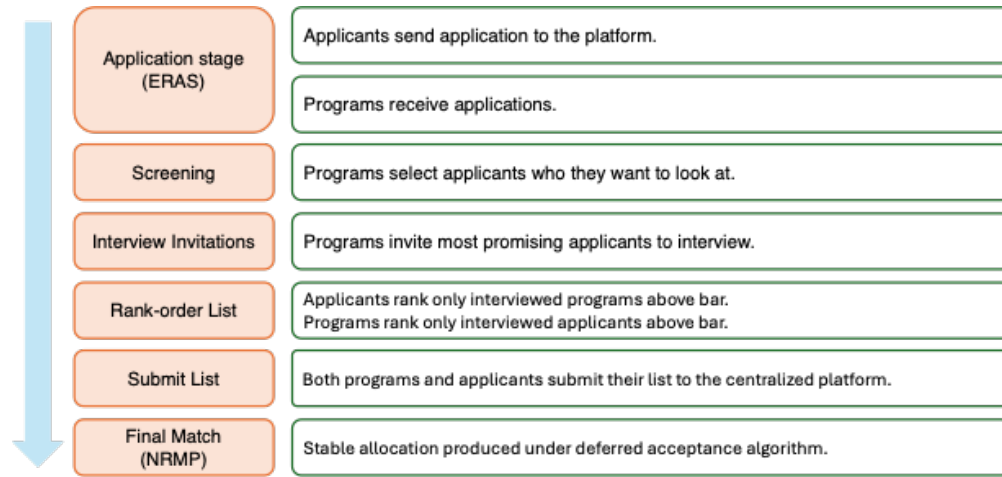 Application stage
(ERAS)
Applicants send application to the platform.
Programs receive applications.
Screening
Programs select applicants who they want to look at.
Interview Invitations
Programs invite most promising applicants to interview.
Rank-order List
Applicants rank only interviewed programs above bar.
Programs rank only interviewed applicants above bar.
Submit List
Both programs and applicants submit their list to the centralized platform.
Final Match
(NRMP)
Stable allocation produced under deferred acceptance algorithm.